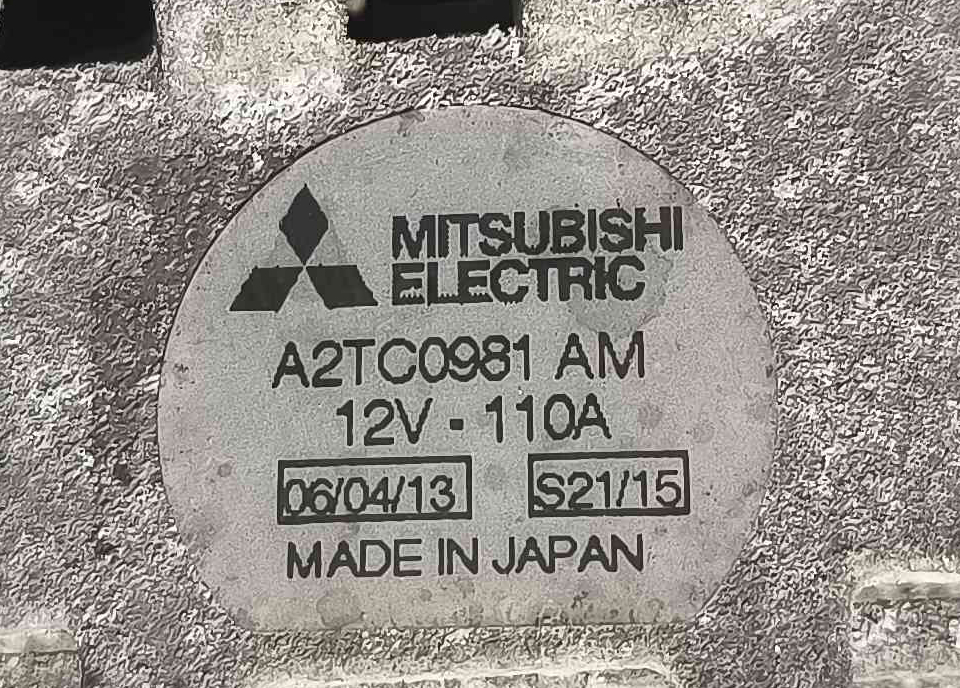 MITSUBISHI
ELECTRIC
A2TC0981 AM
12V - 110A
06/04/13 S21/15
MADE IN JAPAN